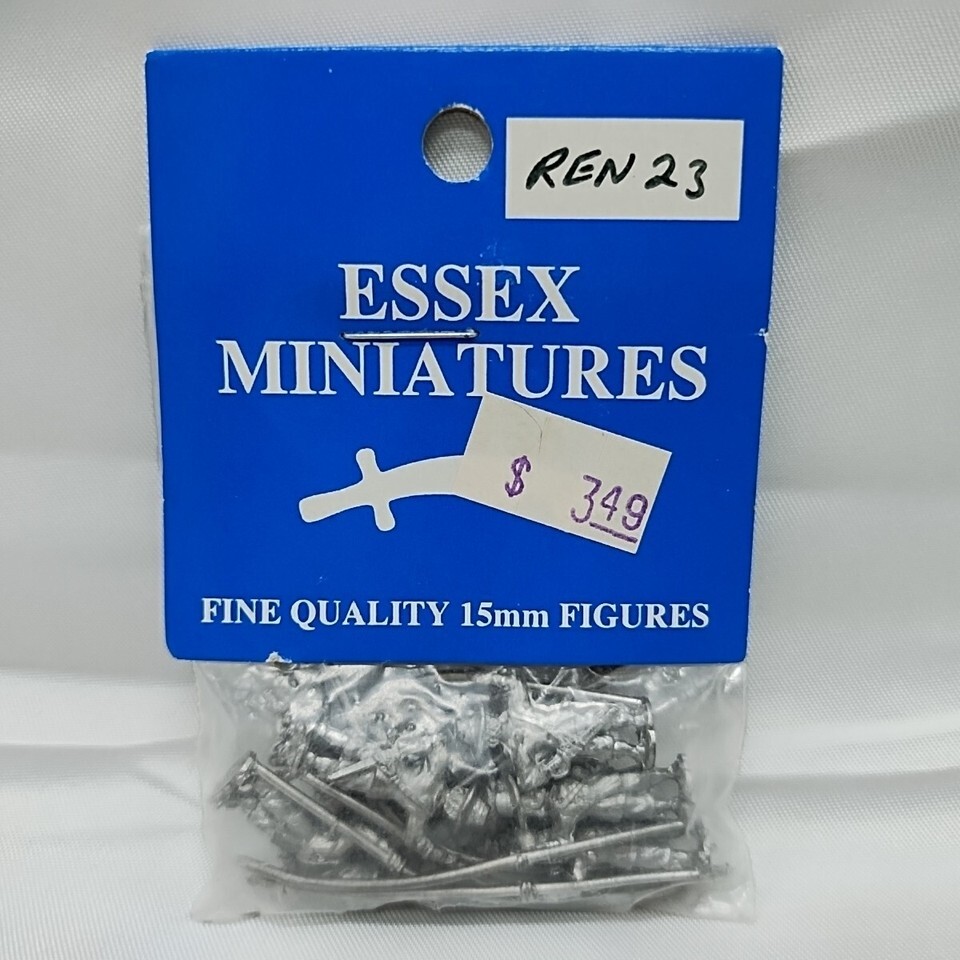 REN 23
ESSEX
MINIATURES
$ 349
FINE QUALITY 15mm FIGURES